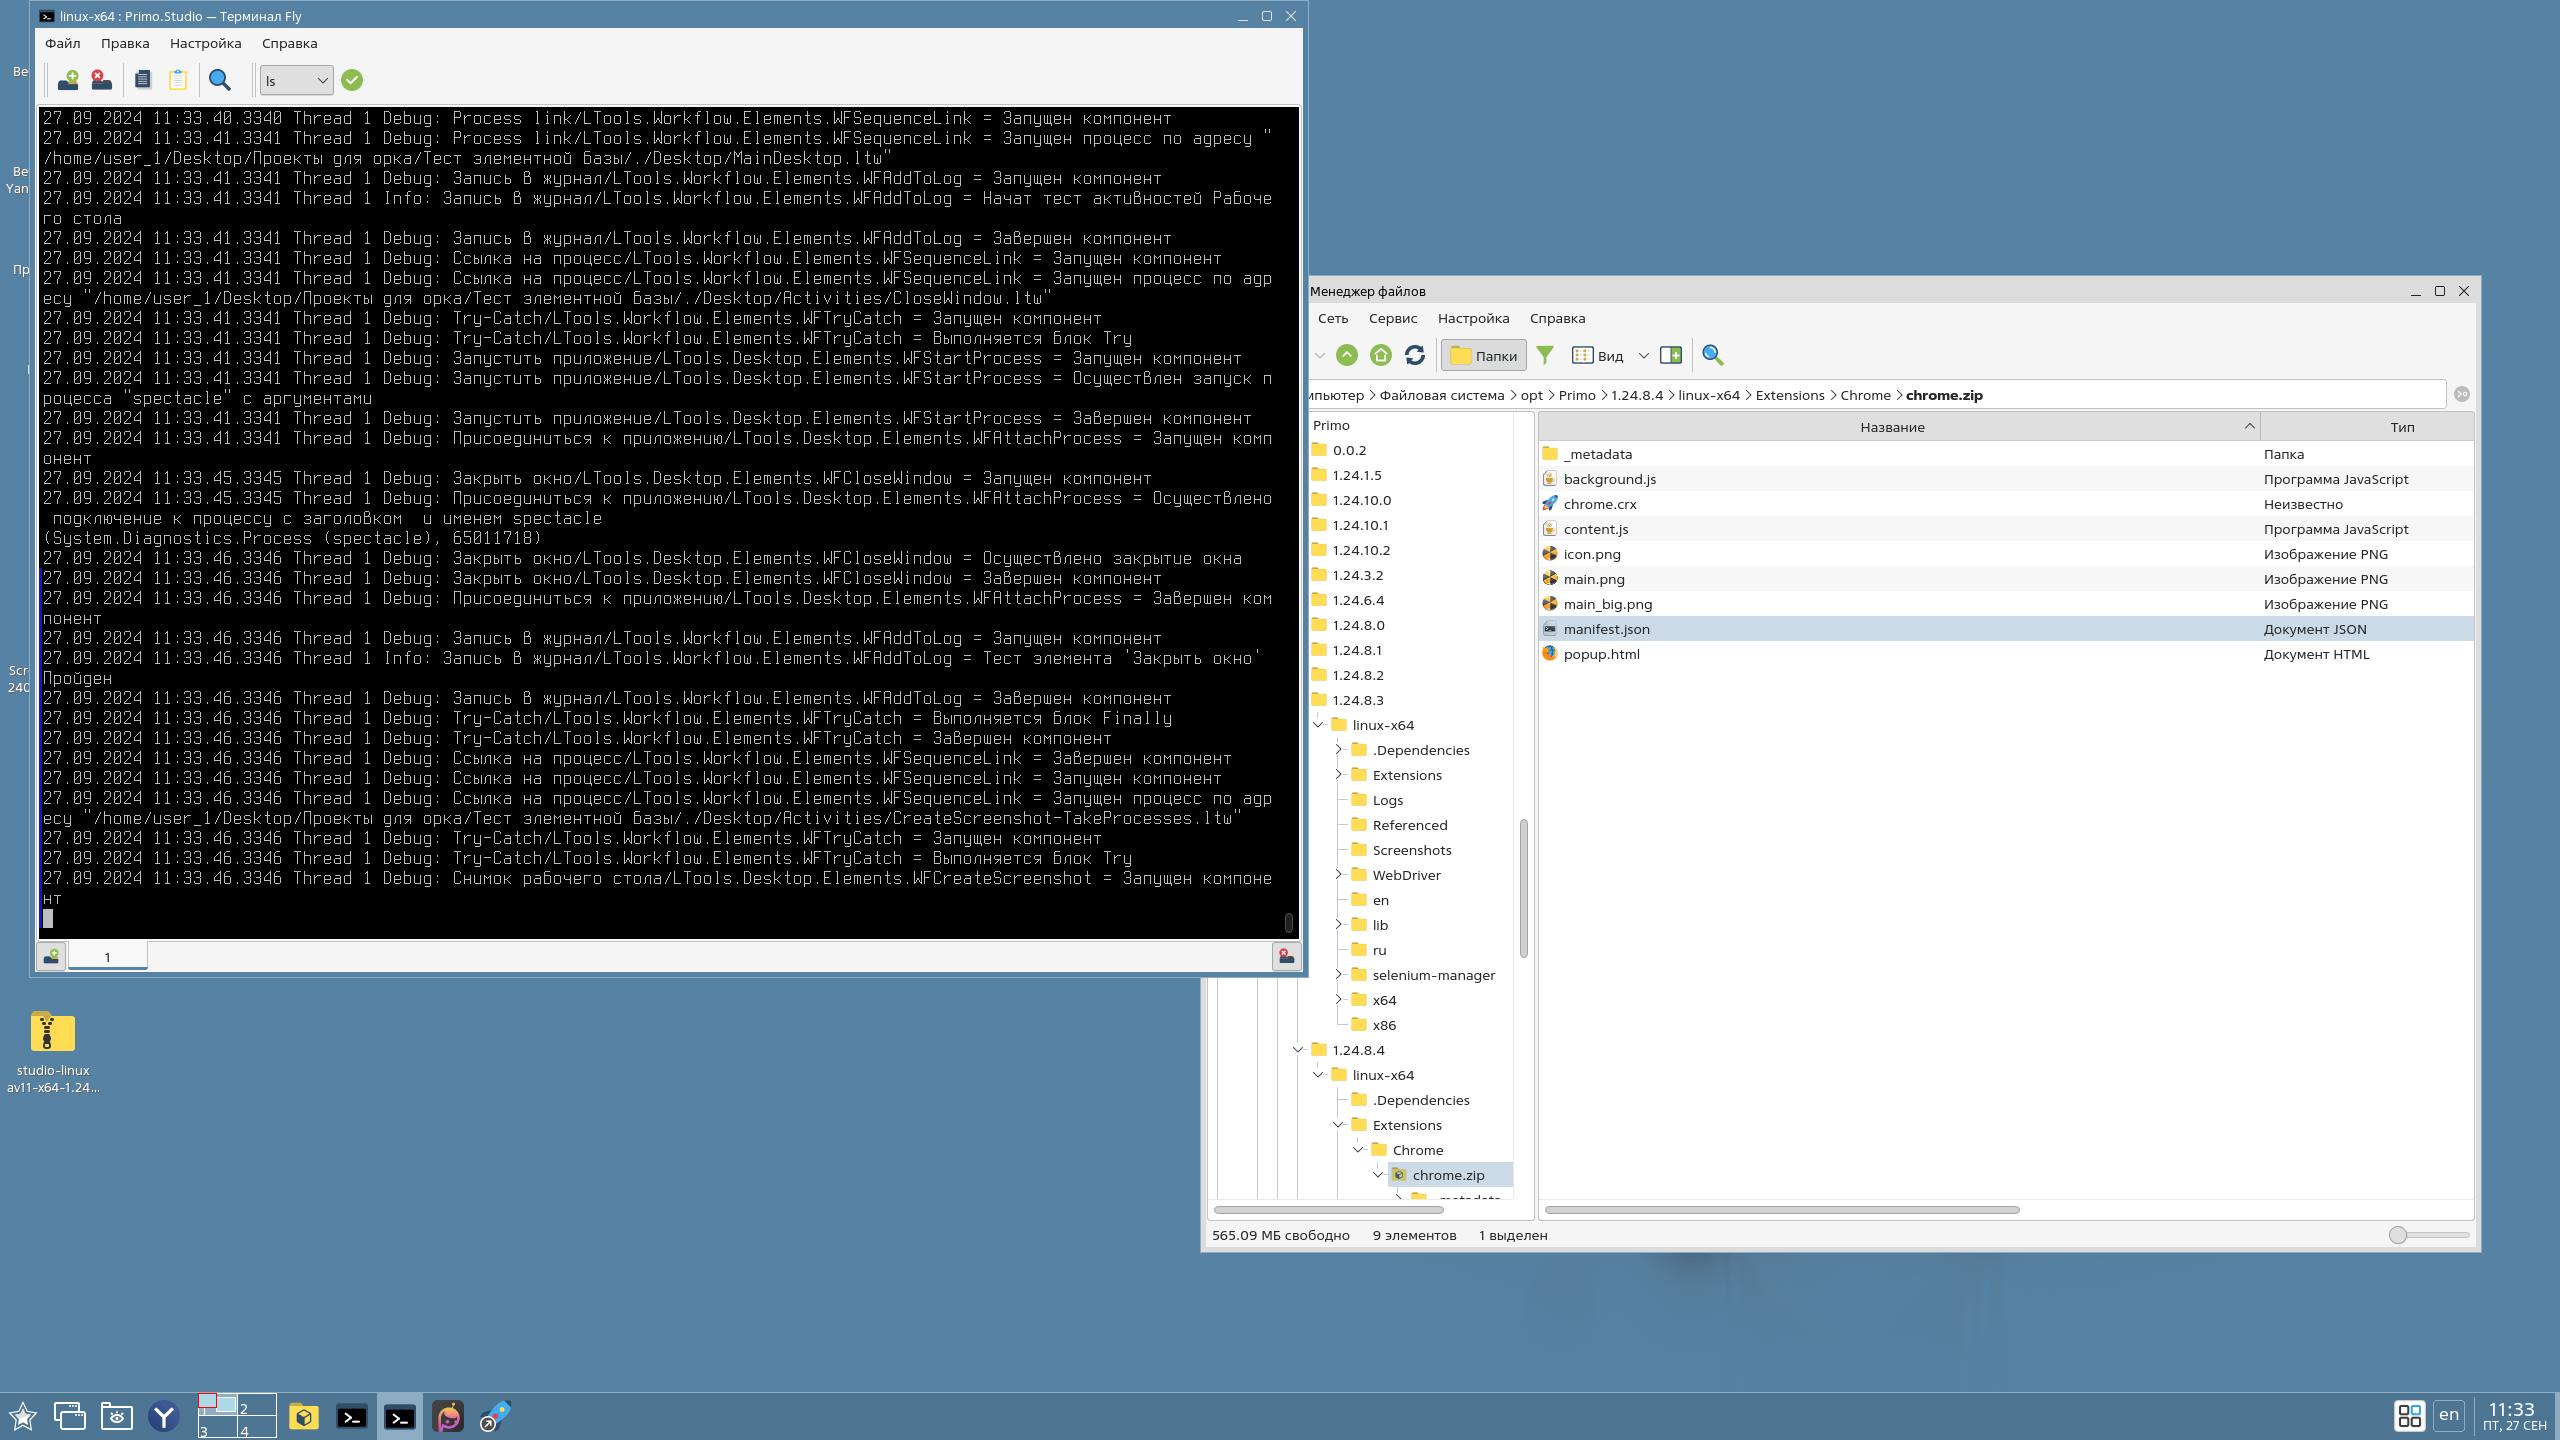 linux-x64 : Primo.Studio — Терминал Fly
Файл Правка Настройка Справка
ls
27.09.2024 11:33.40.3340 Thread 1 Debug: Process link/LTools.Workflow.Elements.WFSequenceLink = Запущен компонент
27.09.2024 11:33.41.3341 Thread 1 Debug: Process link/LTools.Workflow.Elements.WFSequenceLink = Запущен процесс по адресу "
/home/user_1/Desktop/Проекты для орка/Тест элементной базы/./Desktop/MainDesktop.ltw"
27.09.2024 11:33.41.3341 Thread 1 Debug: Запись в журнал/LTools.Workflow.Elements.WFAddToLog = Запущен компонент
27.09.2024 11:33.41.3341 Thread 1 Info: Запись в журнал/LTools.Workflow.Elements.WFAddToLog = Начат тест активностей Рабоче
го стола
27.09.2024 11:33.41.3341 Thread 1 Debug: Запись в журнал/LTools.Workflow.Elements.WFAddToLog = Завершен компонент
27.09.2024 11:33.41.3341 Thread 1 Debug: Ссылка на процесс/LTools.Workflow.Elements.WFSequenceLink = Запущен компонент
27.09.2024 11:33.41.3341 Thread 1 Debug: Ссылка на процесс/LTools.Workflow.Elements.WFSequenceLink = Запущен процесс по адр
есу "/home/user_1/Desktop/Проекты для орка/Тест элементной базы/./Desktop/Activities/CloseWindow.ltw"
27.09.2024 11:33.41.3341 Thread 1 Debug: Try-Catch/LTools.Workflow.Elements.WFTryCatch = Запущен компонент
27.09.2024 11:33.41.3341 Thread 1 Debug: Try-Catch/LTools.Workflow.Elements.WFTryCatch = Выполняется блок Try
27.09.2024 11:33.41.3341 Thread 1 Debug: Запустить приложение/LTools.Desktop.Elements.WFStartProcess = Запущен компонент
27.09.2024 11:33.41.3341 Thread 1 Debug: Запустить приложение/LTools.Desktop.Elements.WFStartProcess = Осуществлен запуск п
роцесса "spectacle" с аргументами
27.09.2024 11:33.41.3341 Thread 1 Debug: Запустить приложение/LTools.Desktop.Elements.WFStartProcess = Завершен компонент
27.09.2024 11:33.41.3341 Thread 1 Debug: Присоединиться к приложению/LTools.Desktop.Elements.WFAttachProcess = Запущен комп
онент
27.09.2024 11:33.45.3345 Thread 1 Debug: Закрыть окно/LTools.Desktop.Elements.WFCloseWindow = Запущен компонент
27.09.2024 11:33.45.3345 Thread 1 Debug: Присоединиться к приложению/LTools.Desktop.Elements.WFAttachProcess = Осуществлено
 подключение к процессу с заголовком  и именем spectacle
(System.Diagnostics.Process (spectacle), 65011718)
27.09.2024 11:33.46.3346 Thread 1 Debug: Закрыть окно/LTools.Desktop.Elements.WFCloseWindow = Осуществлено закрытие окна
27.09.2024 11:33.46.3346 Thread 1 Debug: Закрыть окно/LTools.Desktop.Elements.WFCloseWindow = Завершен компонент
27.09.2024 11:33.46.3346 Thread 1 Debug: Присоединиться к приложению/LTools.Desktop.Elements.WFAttachProcess = Завершен ком
понент
27.09.2024 11:33.46.3346 Thread 1 Debug: Запись в журнал/LTools.Workflow.Elements.WFAddToLog = Запущен компонент
27.09.2024 11:33.46.3346 Thread 1 Info: Запись в журнал/LTools.Workflow.Elements.WFAddToLog = Тест элемента 'Закрыть окно'
Пройден
27.09.2024 11:33.46.3346 Thread 1 Debug: Запись в журнал/LTools.Workflow.Elements.WFAddToLog = Завершен компонент
27.09.2024 11:33.46.3346 Thread 1 Debug: Try-Catch/LTools.Workflow.Elements.WFTryCatch = Выполняется блок Finally
27.09.2024 11:33.46.3346 Thread 1 Debug: Try-Catch/LTools.Workflow.Elements.WFTryCatch = Завершен компонент
27.09.2024 11:33.46.3346 Thread 1 Debug: Ссылка на процесс/LTools.Workflow.Elements.WFSequenceLink = Завершен компонент
27.09.2024 11:33.46.3346 Thread 1 Debug: Ссылка на процесс/LTools.Workflow.Elements.WFSequenceLink = Запущен компонент
27.09.2024 11:33.46.3346 Thread 1 Debug: Ссылка на процесс/LTools.Workflow.Elements.WFSequenceLink = Запущен процесс по адр
есу "/home/user_1/Desktop/Проекты для орка/Тест элементной базы/./Desktop/Activities/CreateScreenshot-TakeProcesses.ltw"
27.09.2024 11:33.46.3346 Thread 1 Debug: Try-Catch/LTools.Workflow.Elements.WFTryCatch = Запущен компонент
27.09.2024 11:33.46.3346 Thread 1 Debug: Try-Catch/LTools.Workflow.Elements.WFTryCatch = Выполняется блок Try
27.09.2024 11:33.46.3346 Thread 1 Debug: Снимок рабочего стола/LTools.Desktop.Elements.WFCreateScreenshot = Запущен компоне
нт
1
Ве
Ве
Yan
Пр
Scr
240
studio-linux
av11-x64-1.24...
Менеджер файлов
Сеть Сервис Настройка Справка
Папки Вид
мпьютер Файловая система opt Primo 1.24.8.4 linux-x64 Extensions Chrome chrome.zip
Primo
0.0.2
1.24.1.5
1.24.10.0
1.24.10.1
1.24.10.2
1.24.3.2
1.24.6.4
1.24.8.0
1.24.8.1
1.24.8.2
1.24.8.3
linux-x64
.Dependencies
Extensions
Logs
Referenced
Screenshots
WebDriver
en
lib
ru
selenium-manager
x64
x86
1.24.8.4
linux-x64
.Dependencies
Extensions
Chrome
chrome.zip
_metadata
Название Тип
_metadata Папка
background.js Программа JavaScript
chrome.crx Неизвестно
content.js Программа JavaScript
icon.png Изображение PNG
main.png Изображение PNG
main_big.png Изображение PNG
manifest.json Документ JSON
popup.html Документ HTML
565.09 МБ свободно 9 элементов 1 выделен
2
3 4
en
11:33
ПТ, 27 СЕН